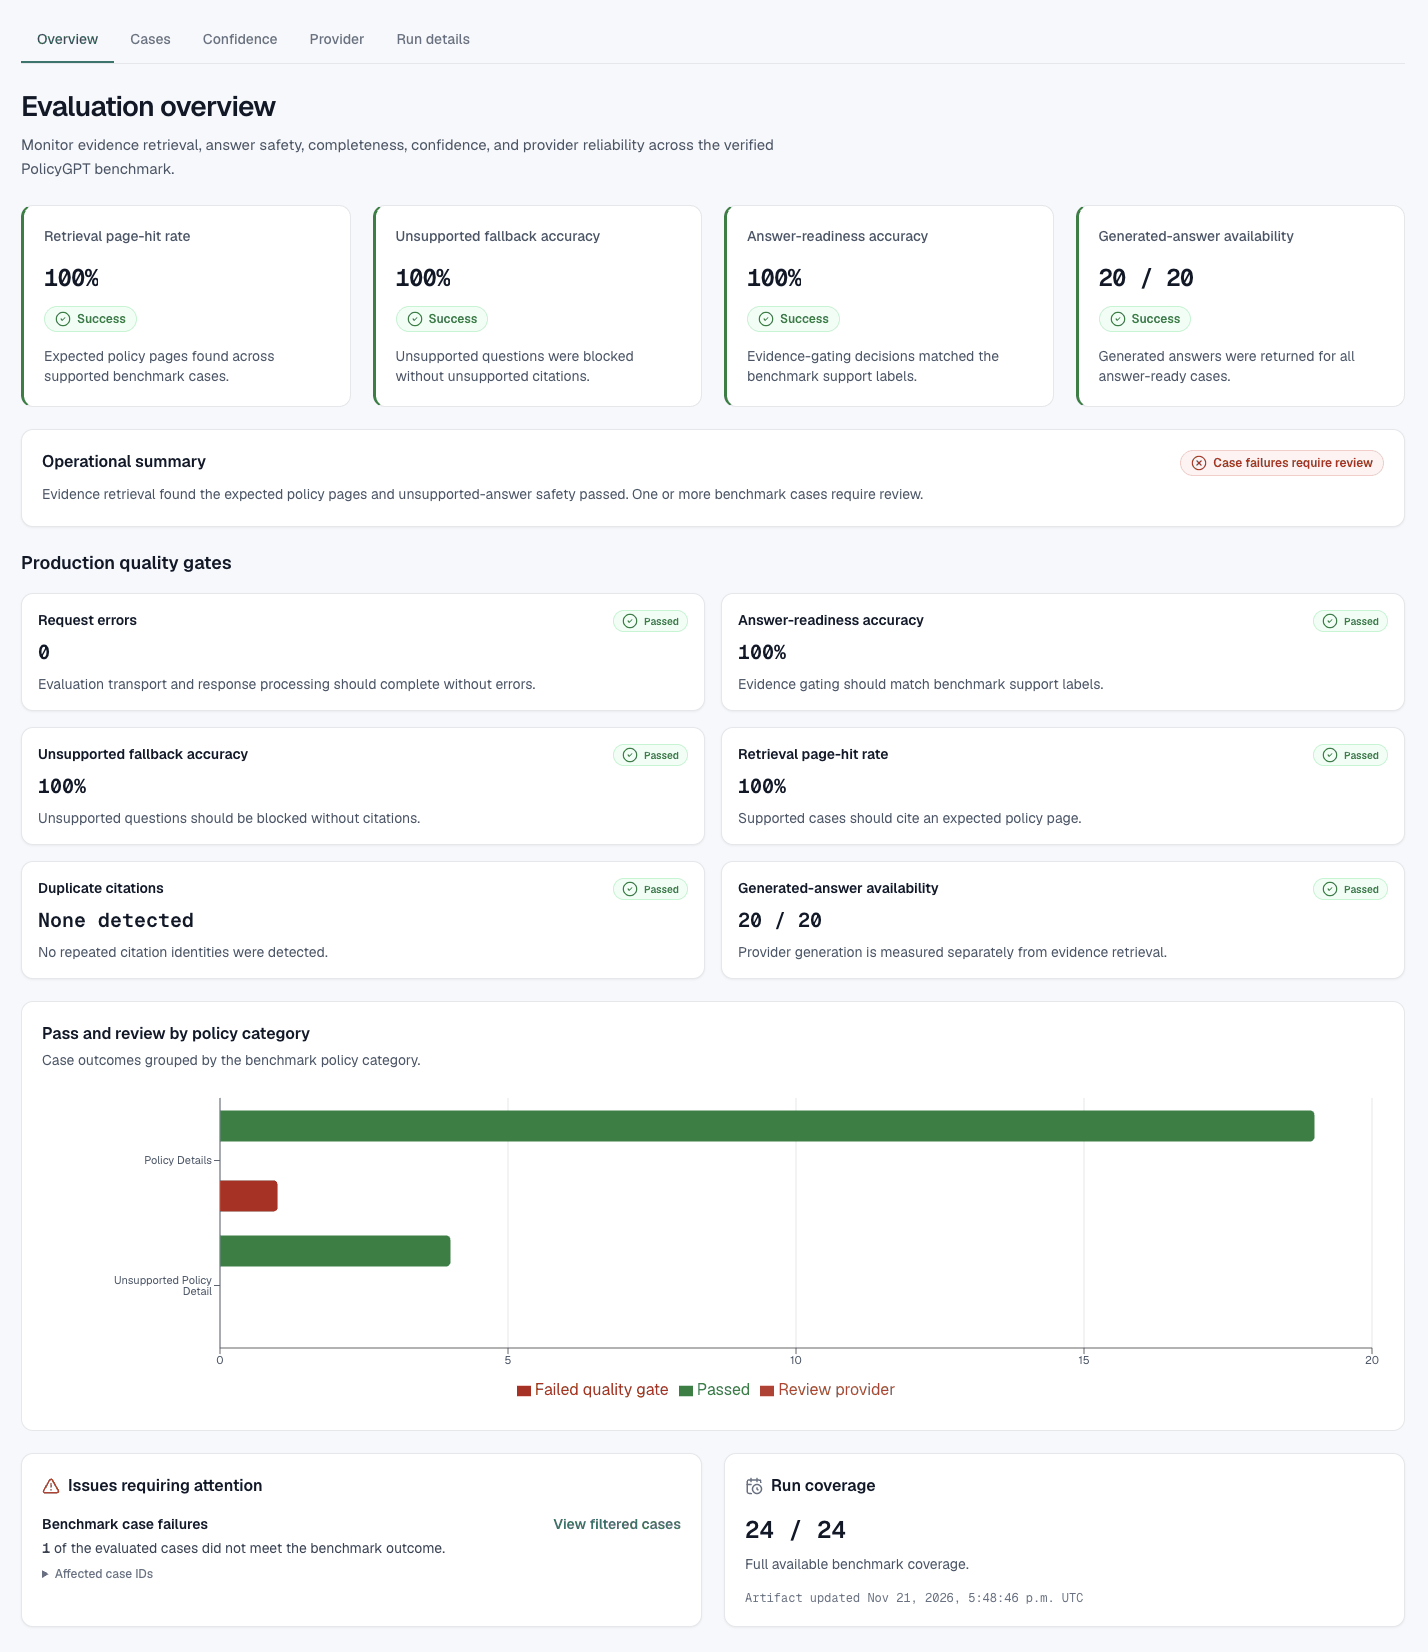 Overview Cases Confidence Provider Run details
Evaluation overview
Monitor evidence retrieval, answer safety, completeness, confidence, and provider reliability across the verified
PolicyGPT benchmark.
Retrieval page-hit rate
100%
Success
Expected policy pages found across
supported benchmark cases.
Unsupported fallback accuracy
100%
Success
Unsupported questions were blocked
without unsupported citations.
Answer-readiness accuracy
100%
Success
Evidence-gating decisions matched the
benchmark support labels.
Generated-answer availability
20 / 20
Success
Generated answers were returned for all
answer-ready cases.
Operational summary
Case failures require review
Evidence retrieval found the expected policy pages and unsupported-answer safety passed. One or more benchmark cases require review.
Production quality gates
Request errors
Passed
0
Evaluation transport and response processing should complete without errors.
Answer-readiness accuracy
Passed
100%
Evidence gating should match benchmark support labels.
Unsupported fallback accuracy
Passed
100%
Unsupported questions should be blocked without citations.
Retrieval page-hit rate
Passed
100%
Supported cases should cite an expected policy page.
Duplicate citations
Passed
None detected
No repeated citation identities were detected.
Generated-answer availability
Passed
20 / 20
Provider generation is measured separately from evidence retrieval.
Pass and review by policy category
Case outcomes grouped by the benchmark policy category.
Policy Details
Unsupported Policy
Detail
0 5 10 15 20
Failed quality gate Passed Review provider
Issues requiring attention
Benchmark case failures
View filtered cases
1 of the evaluated cases did not meet the benchmark outcome.
Affected case IDs
Run coverage
24 / 24
Full available benchmark coverage.
Artifact updated Nov 21, 2026, 5:48:46 p.m. UTC